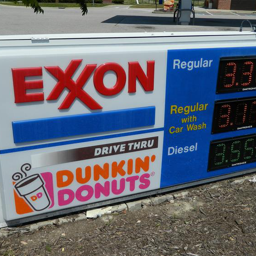 EXXON
Regular
Regular
with
Car Wash
Diesel
DRIVE THRU
DUNKIN'
DONUTS